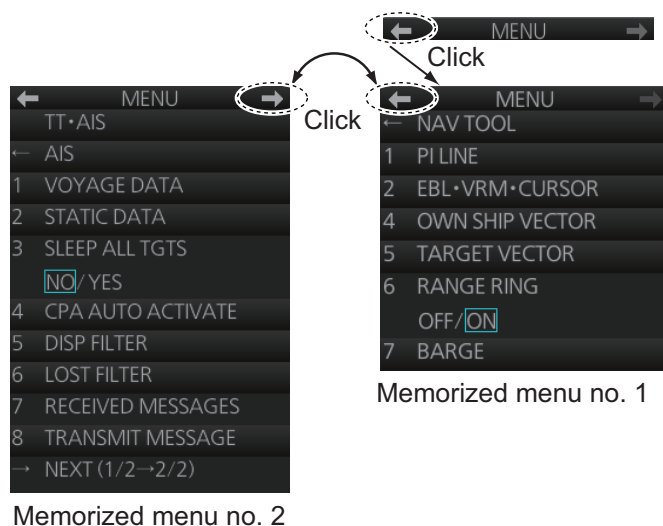 ← MENU →
Click
← MENU →
← NAV TOOL
1 PI LINE
2 EBL・VRM・CURSOR
4 OWN SHIP VECTOR
5 TARGET VECTOR
6 RANGE RING
OFF/ON
7 BARGE
Memorized menu no. 1
Click
← MENU →
TT・AIS
← AIS
1 VOYAGE DATA
2 STATIC DATA
3 SLEEP ALL TGTS
NO/YES
4 CPA AUTO ACTIVATE
5 DISP FILTER
6 LOST FILTER
7 RECEIVED MESSAGES
8 TRANSMIT MESSAGE
→ NEXT (1/2→2/2)
Memorized menu no. 2